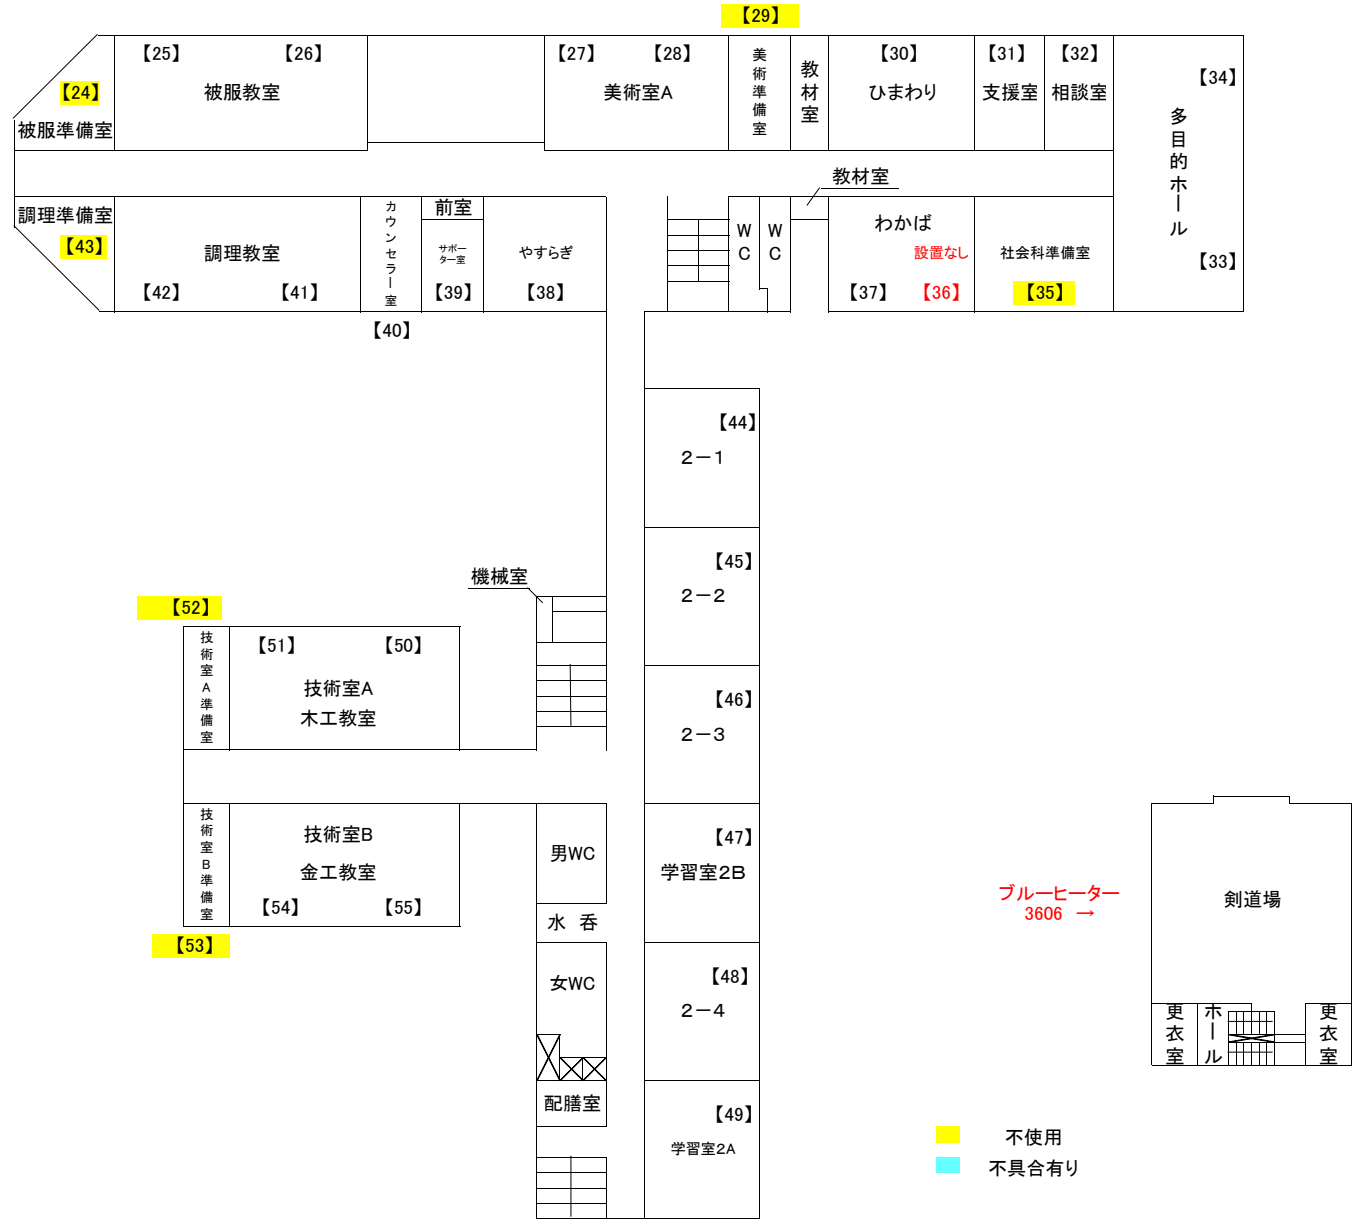 【29】
【25】 【26】
【27】 【28】
【30】
【31】
【32】
【34】
【24】
被服準備室
被服教室
美術室A
美術準備室
教材室
ひまわり
支援室
相談室
多目的ホール
【33】
教材室
調理準備室
【43】
調理教室
【42】 【41】
カウンセラー室
【40】
前室
サポー
ター室
【39】
やすらぎ
【38】
WC
WC
わかば
設置なし
【37】 【36】
社会科準備室
【35】
【44】
2-1
【45】
2-2
機械室
【52】
技術室A準備室
【51】 【50】
技術室A
木工教室
【46】
2-3
技術室B準備室
技術室B
金工教室
【54】 【55】
【53】
男WC
水 呑
女WC
配膳室
【47】
学習室2B
【48】
2-4
【49】
学習室2A
ブルーヒーター
3606 →
剣道場
更衣室
ホール
更衣室
不使用
不具合有り